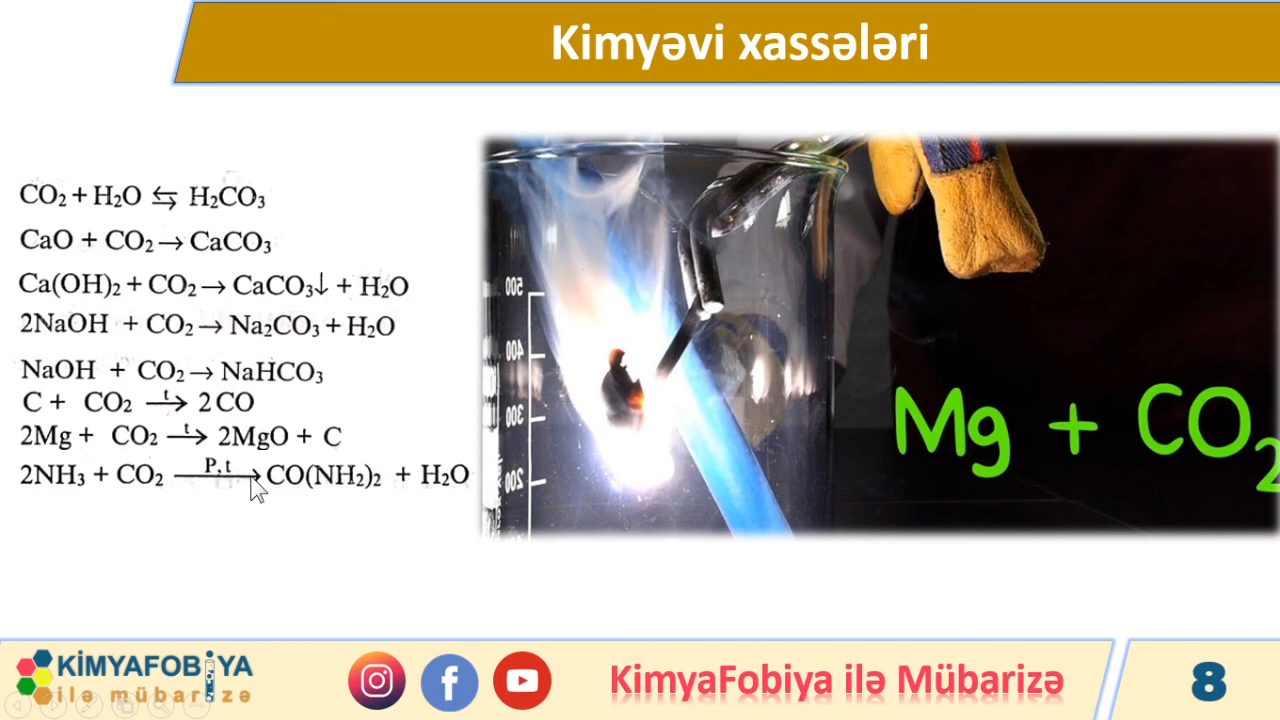 Kimyəvi xassələri
CO₂ + H₂O ⇆ H₂CO₃
CaO + CO₂ → CaCO₃
Ca(OH)₂ + CO₂ → CaCO₃↓ + H₂O
2NaOH + CO₂ → Na₂CO₃ + H₂O
NaOH + CO₂ → NaHCO₃
C + CO₂ →ᵗ 2CO
2Mg + CO₂ →ᵗ 2MgO + C
P, t
2NH₃ + CO₂ → CO(NH₂)₂ + H₂O
500
400
300
200
Mg + CO₂
KİMYAFOBİYA
ilə mübarizə
KimyaFobiya ilə Mübarizə
8